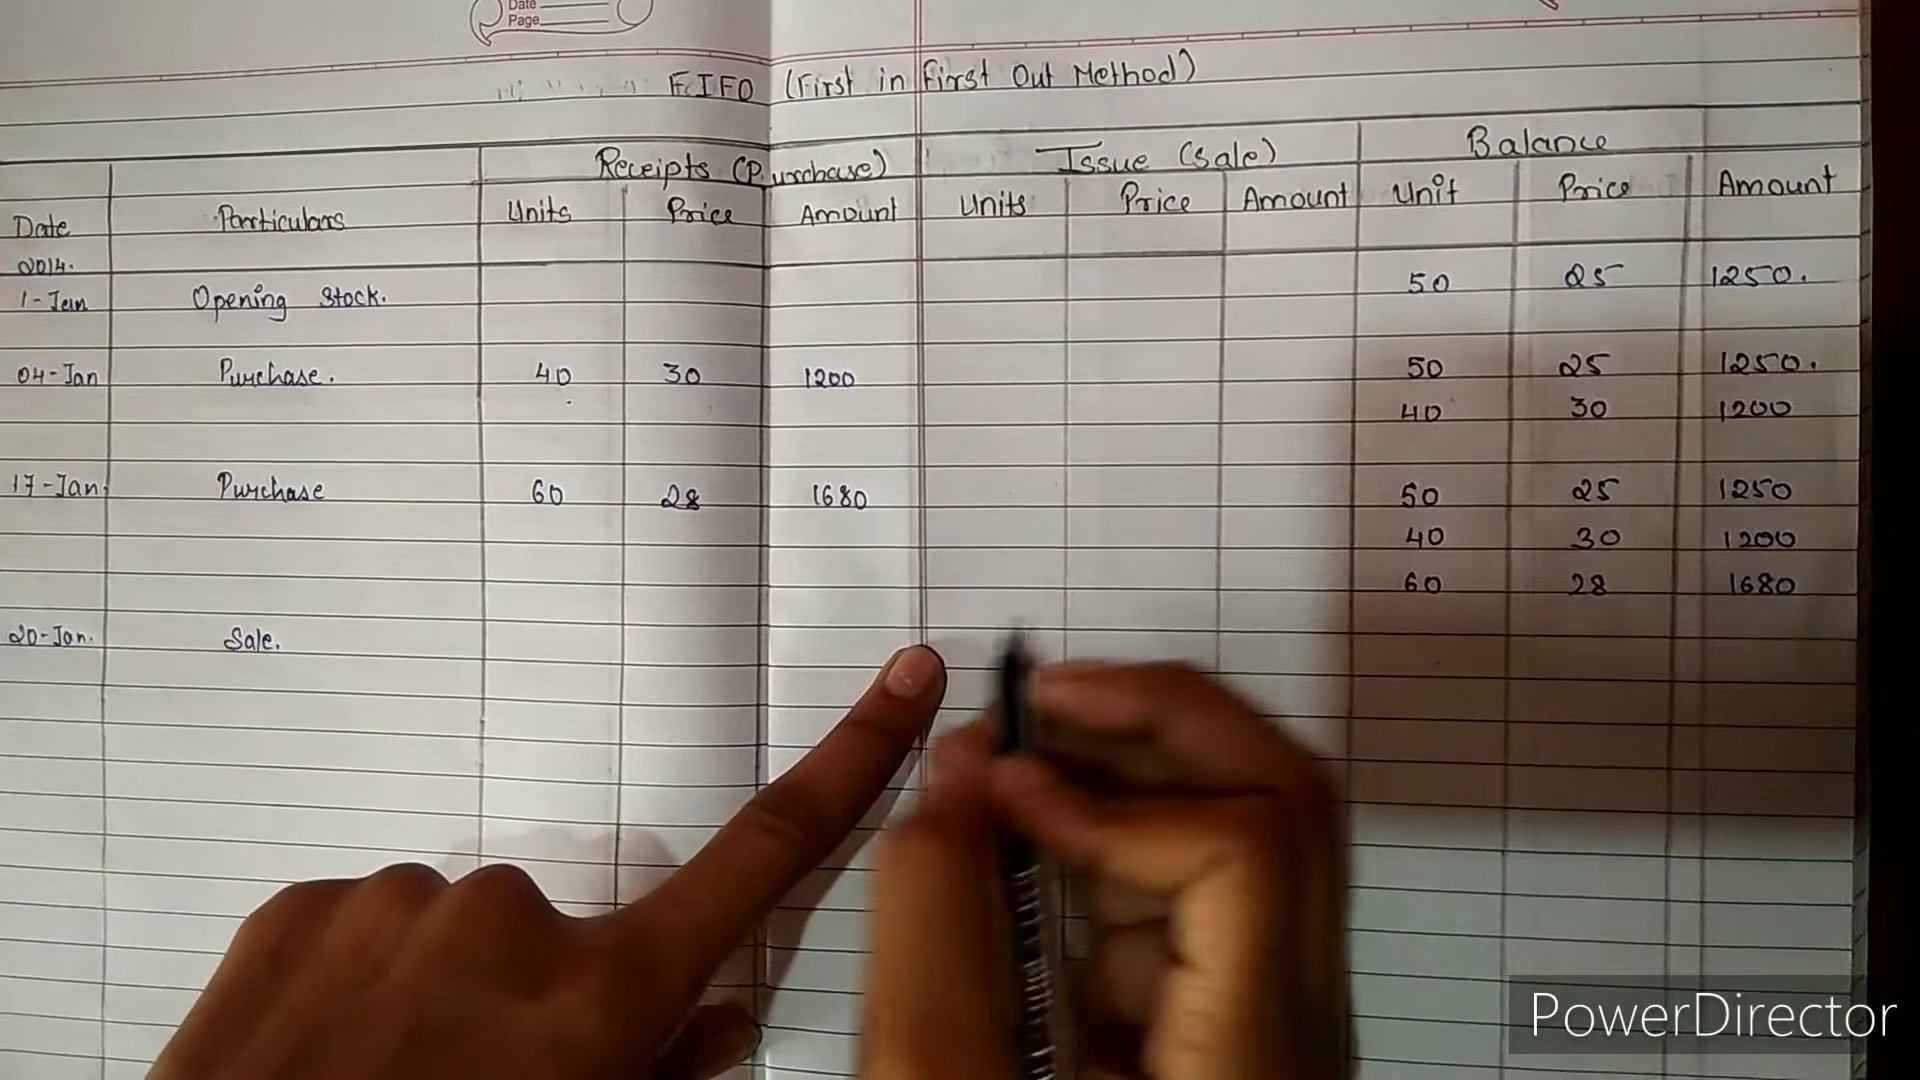 Date
Page
FIFO (First in First Out Method)
Receipts (Purchase) Issue (Sale) Balance
Date Particulars Units Price Amount Units Price Amount Unit Price Amount
2014.
1-Jan Opening Stock. 50 25 1250.
04-Jan Purchase. 40 30 1200 50 25 1250.
40 30 1200
17-Jan. Purchase 60 28 1680 50 25 1250
40 30 1200
60 28 1680
20-Jan. Sale.
PowerDirector